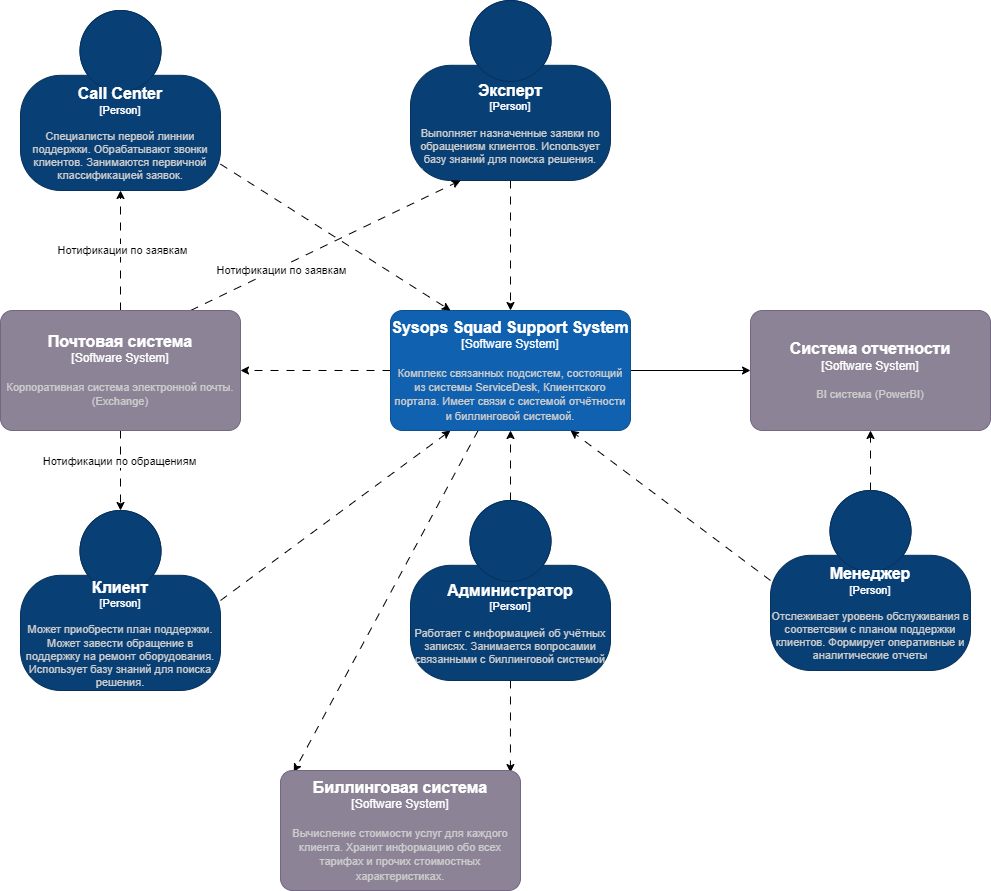 Call Center
[Person]
Специалисты первой линнии
поддержки. Обрабатывают звонки
клиентов. Занимаются первичной
классификацией заявок.
Эксперт
[Person]
Выполняет назначенные заявки по
обращениям клиентов. Использует
базу знаний для поиска решения.
Нотификации по заявкам
Нотификации по заявкам
Почтовая система
[Software System]
Корпоративная система электронной почты.
(Exchange)
Sysops Squad Support System
[Software System]
Комплекс связанных подсистем, состоящий
из системы ServiceDesk, Клиентского
портала. Имеет связи с системой отчётности
и биллинговой системой.
Система отчетности
[Software System]
BI система (PowerBI)
Нотификации по обращениям
Клиент
[Person]
Может приобрести план поддержки.
Может завести обращение в
поддержку на ремонт оборудования.
Использует базу знаний для поиска
решения.
Администратор
[Person]
Работает с информацией об учётных
записях. Занимается вопросамии
связанными с биллинговой системой
Менеджер
[Person]
Отслеживает уровень обслуживания в
соответсвии с планом поддержки
клиентов. Формирует оперативные и
аналитические отчеты
Биллинговая система
[Software System]
Вычисление стоимости услуг для каждого
клиента. Хранит информацию обо всех
тарифах и прочих стоимостных
характеристиках.